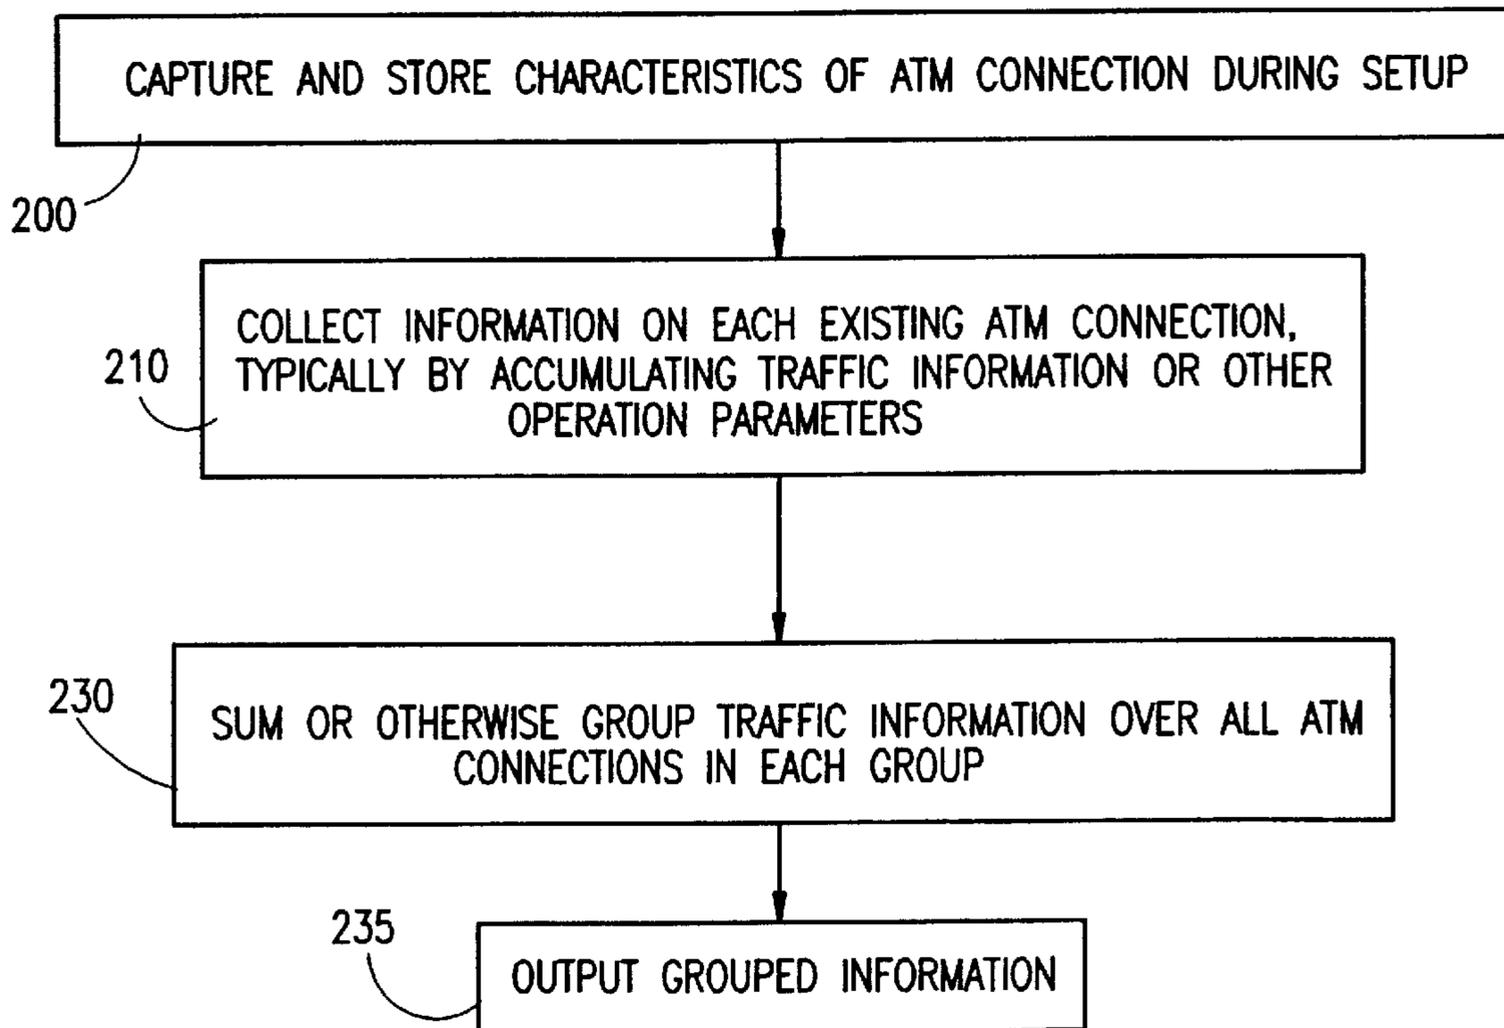 CAPTURE AND STORE CHARACTERISTICS OF ATM CONNECTION DURING SETUP
200
COLLECT INFORMATION ON EACH EXISTING ATM CONNECTION,
210
TYPICALLY BY ACCUMULATING TRAFFIC INFORMATION OR OTHER
OPERATION PARAMETERS
230
SUM OR OTHERWISE GROUP TRAFFIC INFORMATION OVER ALL ATM
CONNECTIONS IN EACH GROUP
235
OUTPUT GROUPED INFORMATION